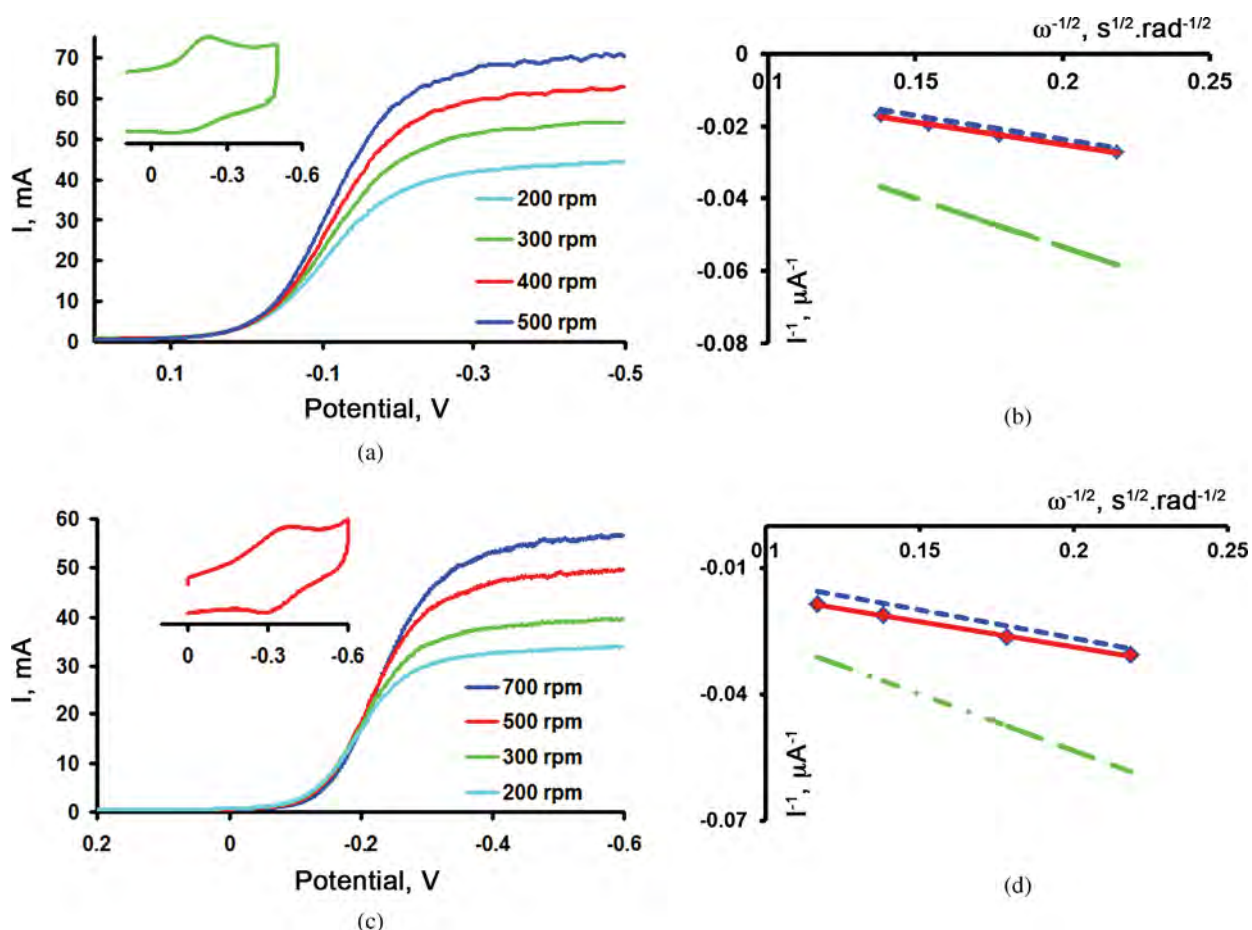 70
60
50
40
30
20
10
0
I, mA
0 -0.3 -0.6
200 rpm
300 rpm
400 rpm
500 rpm
0.1 -0.1 -0.3 -0.5
Potential, V
(a)
ω-1/2, s1/2.rad-1/2
0
0.1 0.15 0.2 0.25
-0.02
-0.04
-0.06
-0.08
I-1, µA-1
(b)
60
50
40
30
20
10
0
I, mA
0 -0.3 -0.6
700 rpm
500 rpm
300 rpm
200 rpm
0.2 0 -0.2 -0.4 -0.6
Potential, V
(c)
ω-1/2, s1/2.rad-1/2
0.1 0.15 0.2 0.25
-0.01
-0.04
-0.07
I-1, µA-1
(d)